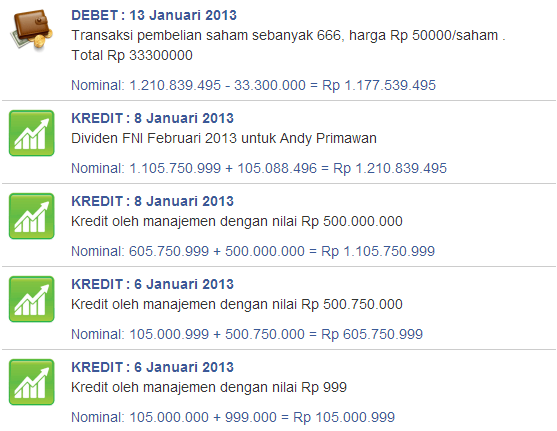 DEBET : 13 Januari 2013
Transaksi pembelian saham sebanyak 666, harga Rp 50000/saham .
Total Rp 33300000
Nominal: 1.210.839.495 - 33.300.000 = Rp 1.177.539.495
KREDIT : 8 Januari 2013
Dividen FNI Februari 2013 untuk Andy Primawan
Nominal: 1.105.750.999 + 105.088.496 = Rp 1.210.839.495
KREDIT : 8 Januari 2013
Kredit oleh manajemen dengan nilai Rp 500.000.000
Nominal: 605.750.999 + 500.000.000 = Rp 1.105.750.999
KREDIT : 6 Januari 2013
Kredit oleh manajemen dengan nilai Rp 500.750.000
Nominal: 105.000.999 + 500.750.000 = Rp 605.750.999
KREDIT : 6 Januari 2013
Kredit oleh manajemen dengan nilai Rp 999
Nominal: 105.000.000 + 999.000 = Rp 105.000.999